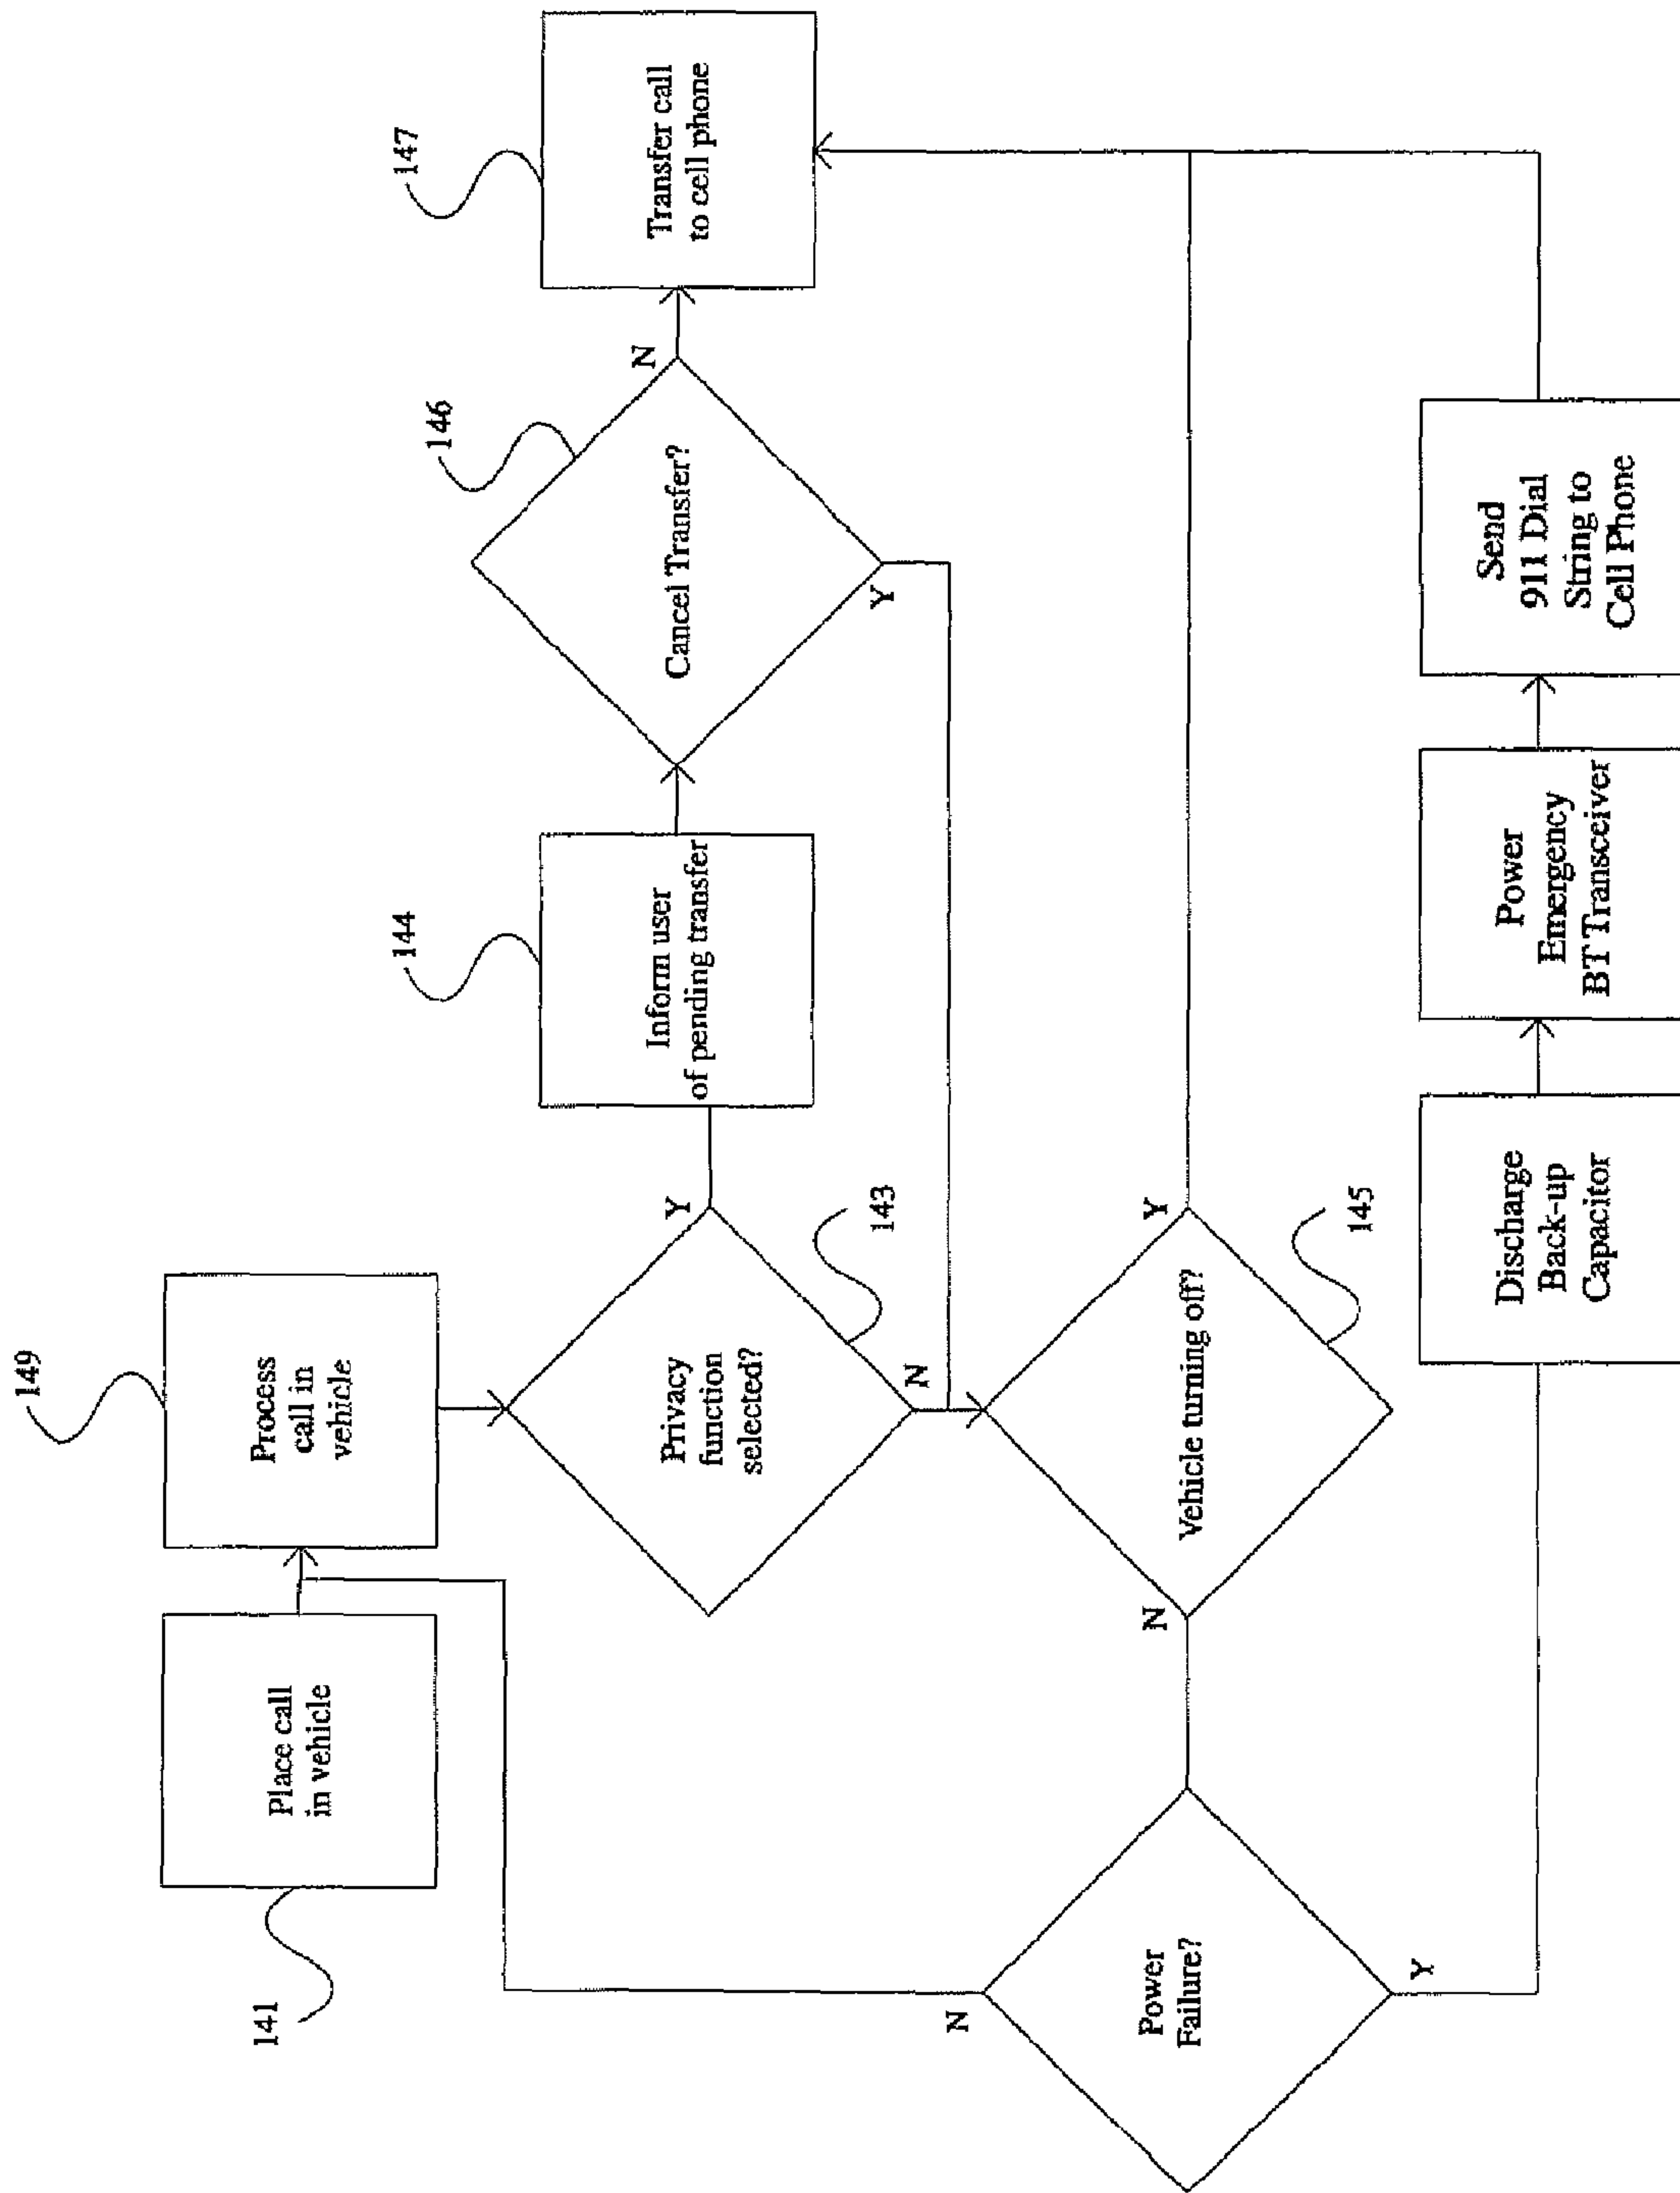 141
Place call
in vehicle
149
Process
call in
vehicle
Privacy
function
selected?
Y
N
143
144
Inform user
of pending transfer
146
Cancel Transfer?
N
Y
147
Transfer call
to cell phone
Vehicle turning off?
N
Y
145
Power
Failure?
N
Y
Discharge
Back-up
Capacitor
Power
Emergency
BT Transceiver
Send
911 Dial
String to
Cell Phone